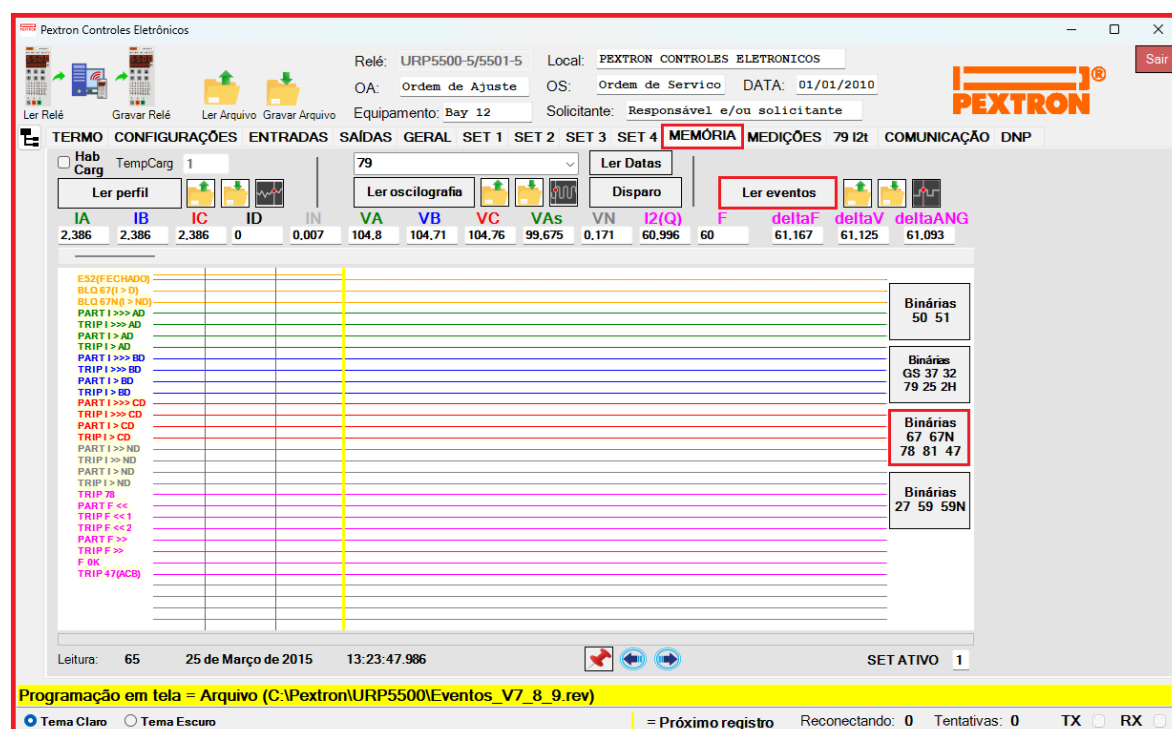 Pextron Controles Eletrônicos
Sair
Relé: URP5500-5/5501-5 Local: PEXTRON CONTROLES ELETRONICOS
OA: Ordem de Ajuste OS: Ordem de Servico DATA: 01/01/2010
Ler Relé Gravar Relé Ler Arquivo Gravar Arquivo Equipamento: Bay 12 Solicitante: Responsável e/ou solicitante
PEXTRON®
TERMO CONFIGURAÇÕES ENTRADAS SAÍDAS GERAL SET 1 SET 2 SET 3 SET 4 MEMÓRIA MEDIÇÕES 79 I2t COMUNICAÇÃO DNP
Hab Carg TempCarg 1 79 Ler Datas
Ler perfil Ler oscilografia Disparo Ler eventos
IA IB IC ID IN VA VB VC VAs VN I2(Q) F deltaF deltaV deltaANG
2,386 2,386 2,386 0 0,007 104,8 104,71 104,76 99,675 0,171 60,996 60 61,167 61,125 61,093
E52(FECHADO)
BLQ 67(I > D)
BLQ 67N(I > ND)
PART I >>> AD
TRIP I >>> AD
PART I > AD
TRIP I > AD
PART I >>> BD
TRIP I >>> BD
PART I > BD
TRIP I > BD
PART I >>> CD
TRIP I >>> CD
PART I > CD
TRIP I > CD
PART I >> ND
TRIP I >> ND
PART I > ND
TRIP I > ND
TRIP 78
PART F <<
TRIP F << 1
TRIP F << 2
PART F >>
TRIP F >>
F 0K
TRIP 47(ACB)
Binárias
50 51
Binárias
GS 37 32
79 25 2H
Binárias
67 67N
78 81 47
Binárias
27 59 59N
Leitura: 65 25 de Março de 2015 13:23:47.986 SET ATIVO 1
Programação em tela = Arquivo (C:\Pextron\URP5500\Eventos_V7_8_9.rev)
Tema Claro Tema Escuro = Próximo registro Reconectando: 0 Tentativas: 0 TX RX